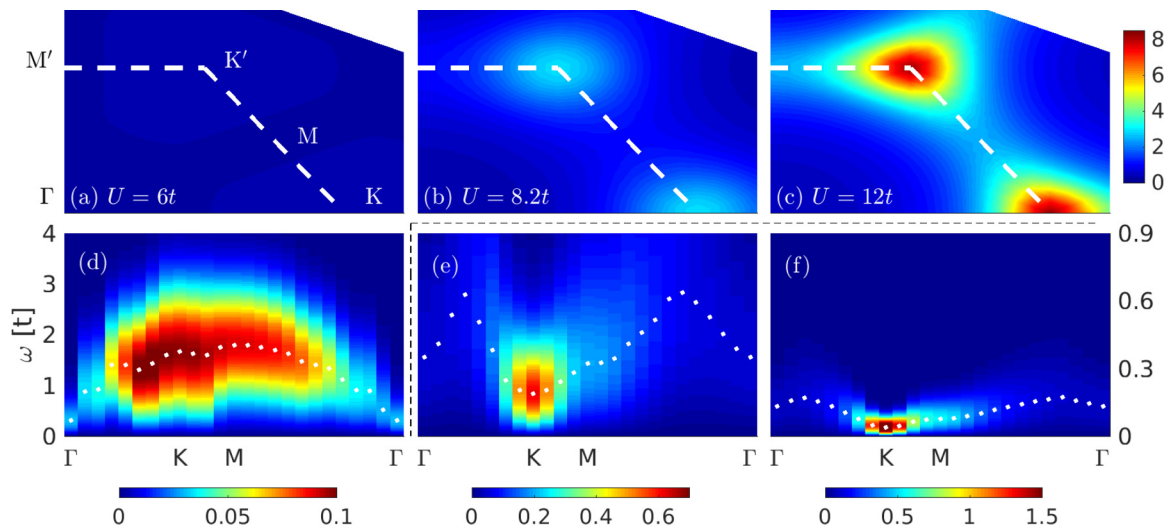 8
6
4
2
0
M′
K′
M
Γ
K
(a) U = 6t
(b) U = 8.2t
(c) U = 12t
4
3
2
1
0
ω [t]
(d)
(e)
(f)
0.9
0.6
0.3
0
Γ K M Γ
Γ K M Γ
Γ K M Γ
0 0.05 0.1
0 0.2 0.4 0.6
0 0.5 1 1.5